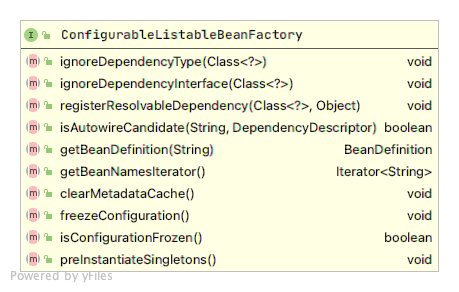 I ConfigurableListableBeanFactory
m ignoreDependencyType(Class<?>) void
m ignoreDependencyInterface(Class<?>) void
m registerResolvableDependency(Class<?>, Object) void
m isAutowireCandidate(String, DependencyDescriptor) boolean
m getBeanDefinition(String) BeanDefinition
m getBeanNamesIterator() Iterator<String>
m clearMetadataCache() void
m freezeConfiguration() void
m isConfigurationFrozen() boolean
m preInstantiateSingletons() void
Powered by yFiles